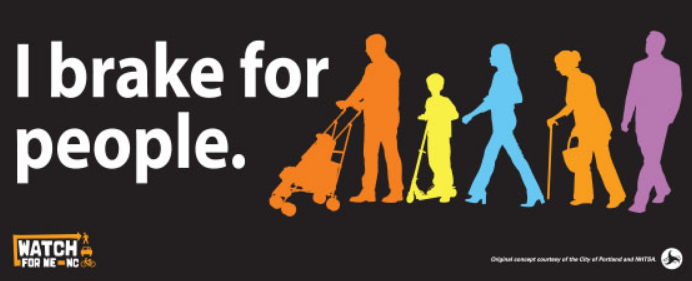 I brake for
people.
WATCH
FOR ME-NC
Original concept courtesy of the City of Portland and NHTSA.